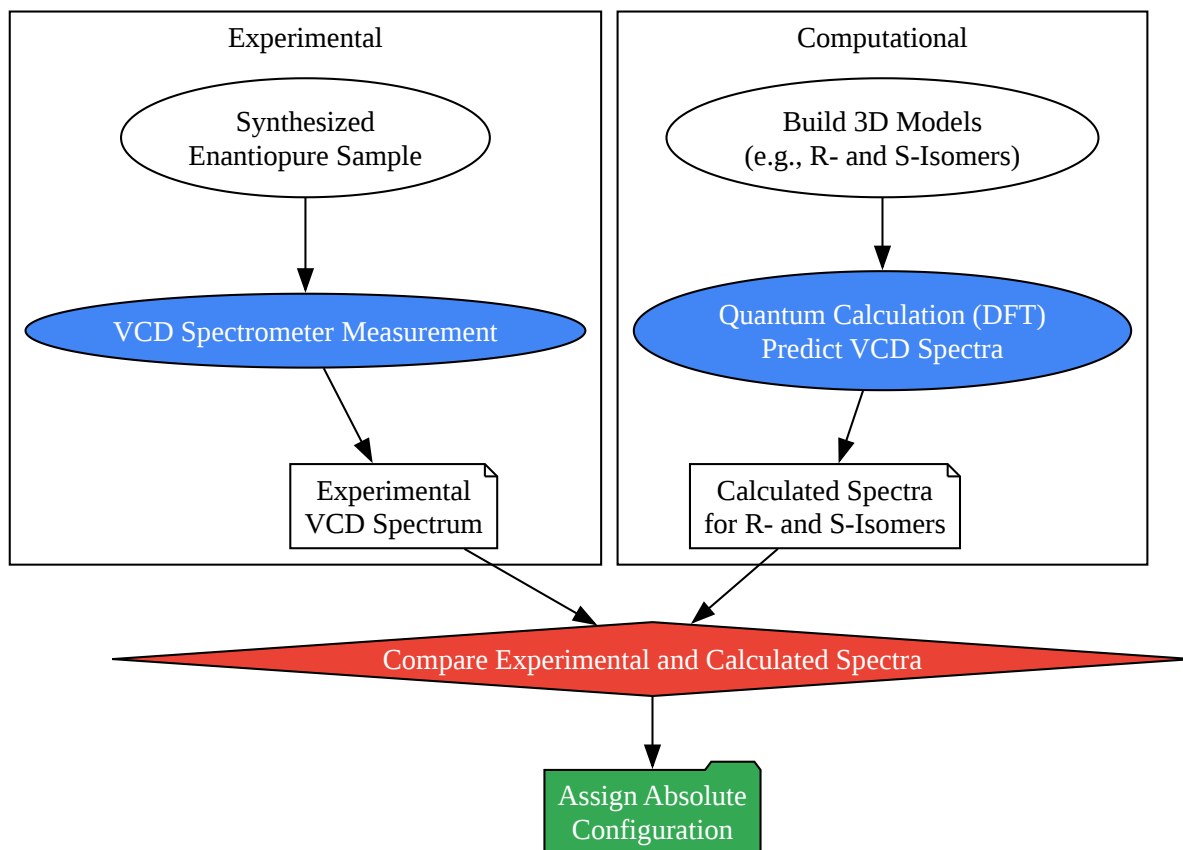 Experimental
Synthesized
Enantiopure Sample
VCD Spectrometer Measurement
Experimental
VCD Spectrum
Computational
Build 3D Models
(e.g., R- and S-Isomers)
Quantum Calculation (DFT)
Predict VCD Spectra
Calculated Spectra
for R- and S-Isomers
Compare Experimental and Calculated Spectra
Assign Absolute
Configuration